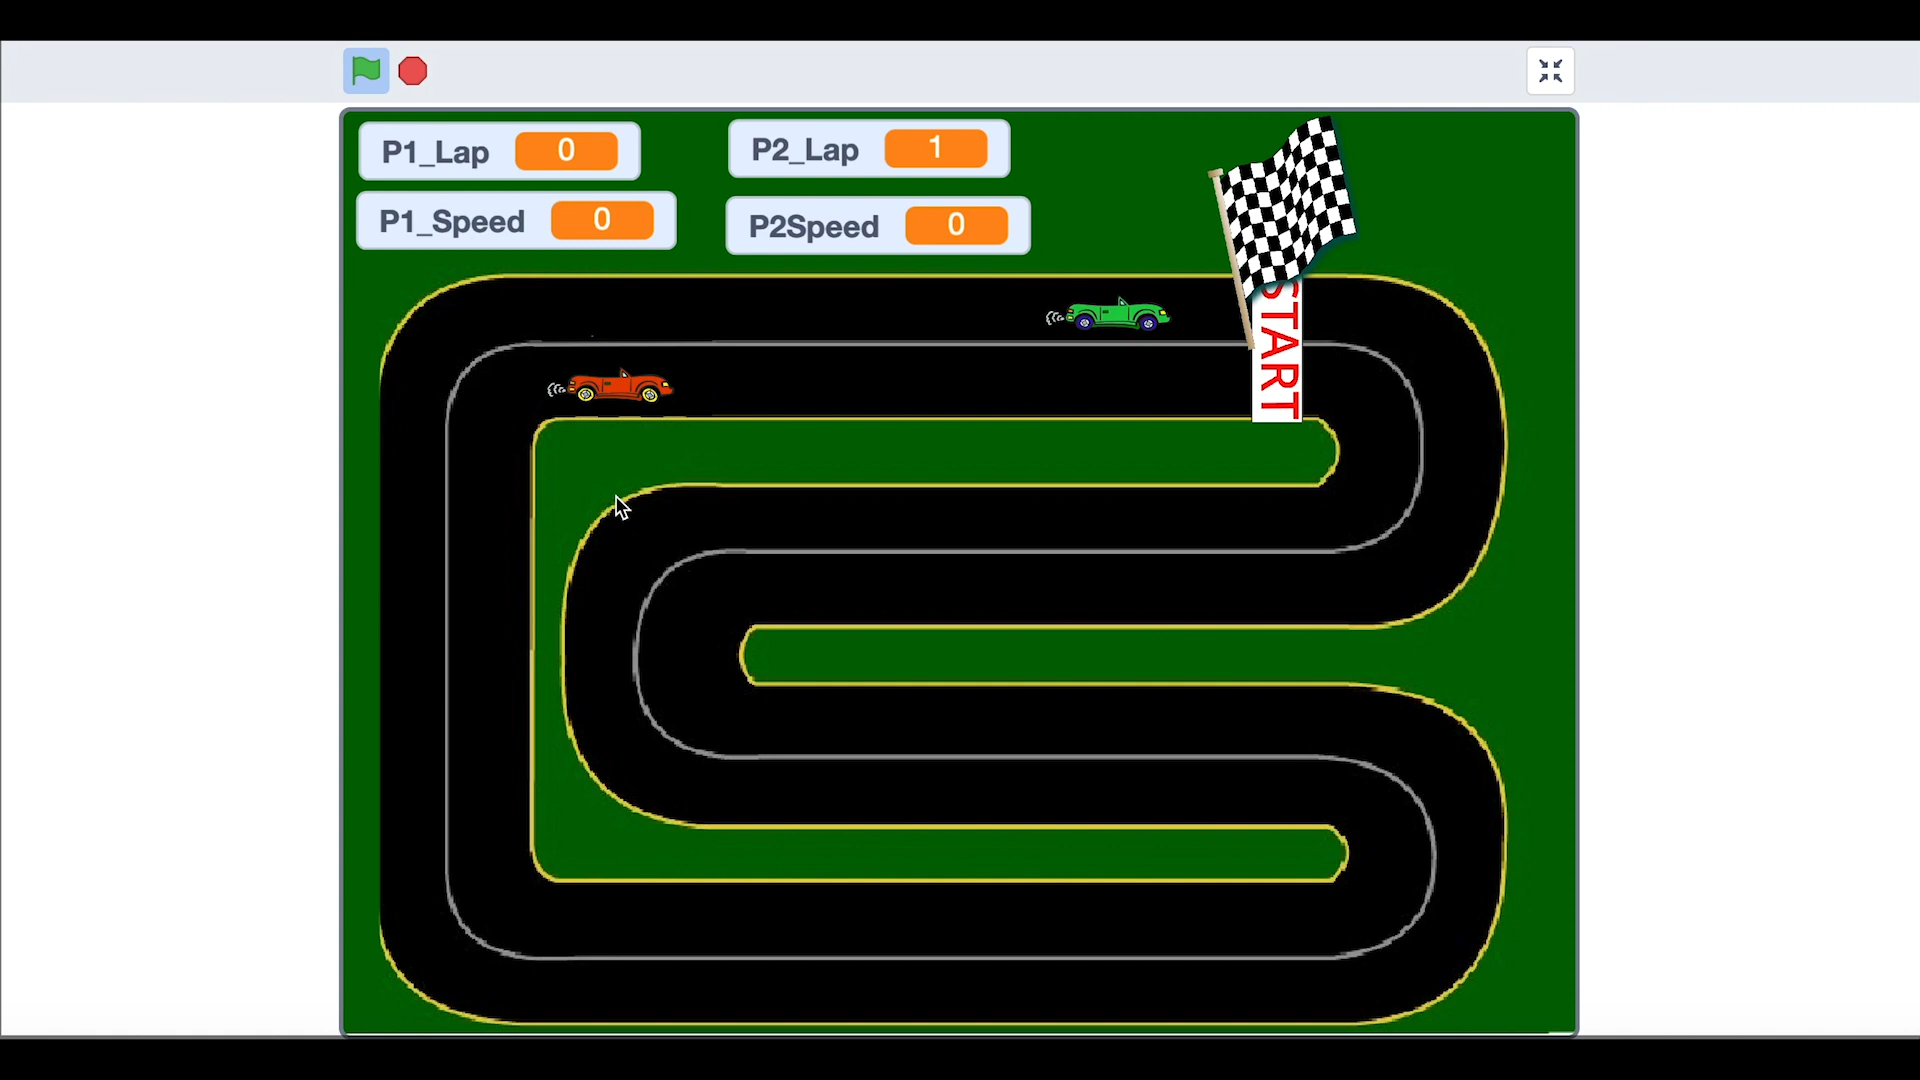 P1_Lap 0
P2_Lap 1
P1_Speed 0
P2Speed 0
START